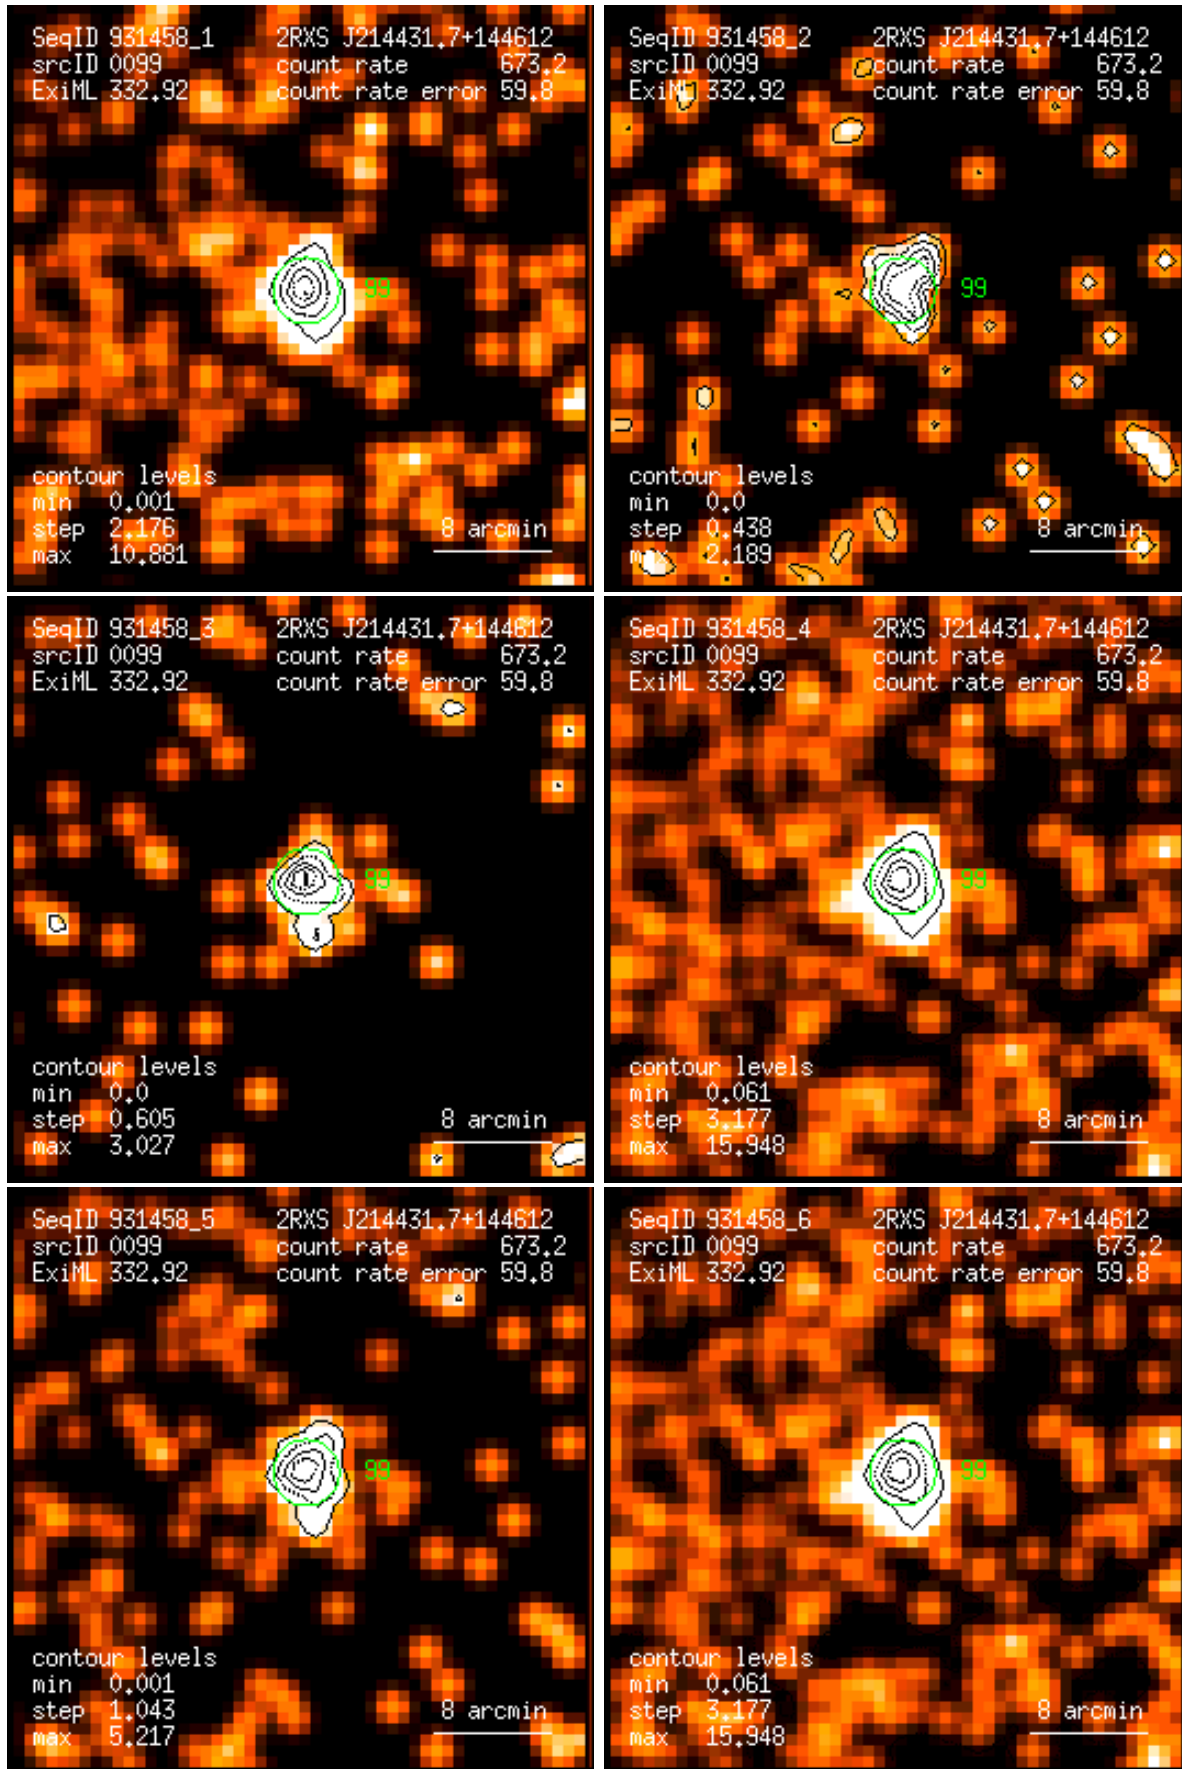 SeqID 931458_1 2RXS J214431.7+144612
srcID 0099 count rate 673.2
ExiML 332.92 count rate error 59.8
99
contour levels
min 0.001
step 2.176
max 10.881
8 arcmin
SeqID 931458_2 2RXS J214431.7+144612
srcID 0099 count rate 673.2
ExiML 332.92 count rate error 59.8
99
contour levels
min 0.0
step 0.438
max 2.189
8 arcmin
SeqID 931458_3 2RXS J214431.7+144612
srcID 0099 count rate 673.2
ExiML 332.92 count rate error 59.8
99
contour levels
min 0.0
step 0.605
max 3.027
8 arcmin
SeqID 931458_4 2RXS J214431.7+144612
srcID 0099 count rate 673.2
ExiML 332.92 count rate error 59.8
99
contour levels
min 0.061
step 3.177
max 15.948
8 arcmin
SeqID 931458_5 2RXS J214431.7+144612
srcID 0099 count rate 673.2
ExiML 332.92 count rate error 59.8
99
contour levels
min 0.001
step 1.043
max 5.217
8 arcmin
SeqID 931458_6 2RXS J214431.7+144612
srcID 0099 count rate 673.2
ExiML 332.92 count rate error 59.8
99
contour levels
min 0.061
step 3.177
max 15.948
8 arcmin